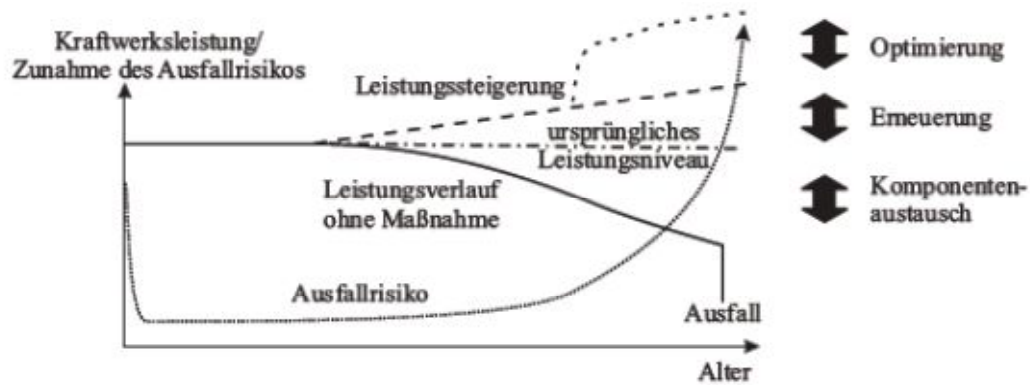 Kraftwerksleistung/
Zunahme des Ausfallrisikos
Leistungssteigerung
ursprüngliches
Leistungsniveau
Leistungsverlauf
ohne Maßnahme
Ausfallrisiko
Ausfall
Alter
Optimierung
Erneuerung
Komponenten-
austausch